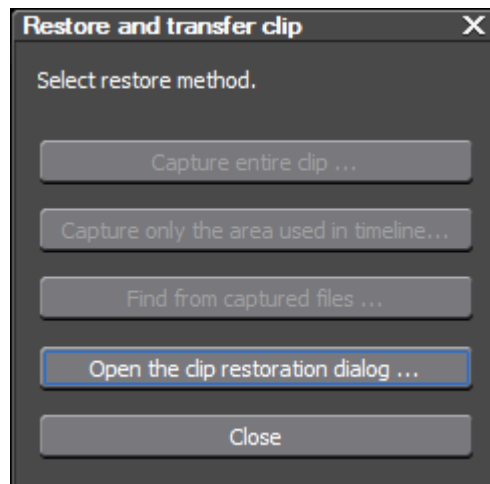 Restore and transfer clip
Select restore method.
Capture entire clip ...
Capture only the area used in timeline...
Find from captured files ...
Open the clip restoration dialog ...
Close